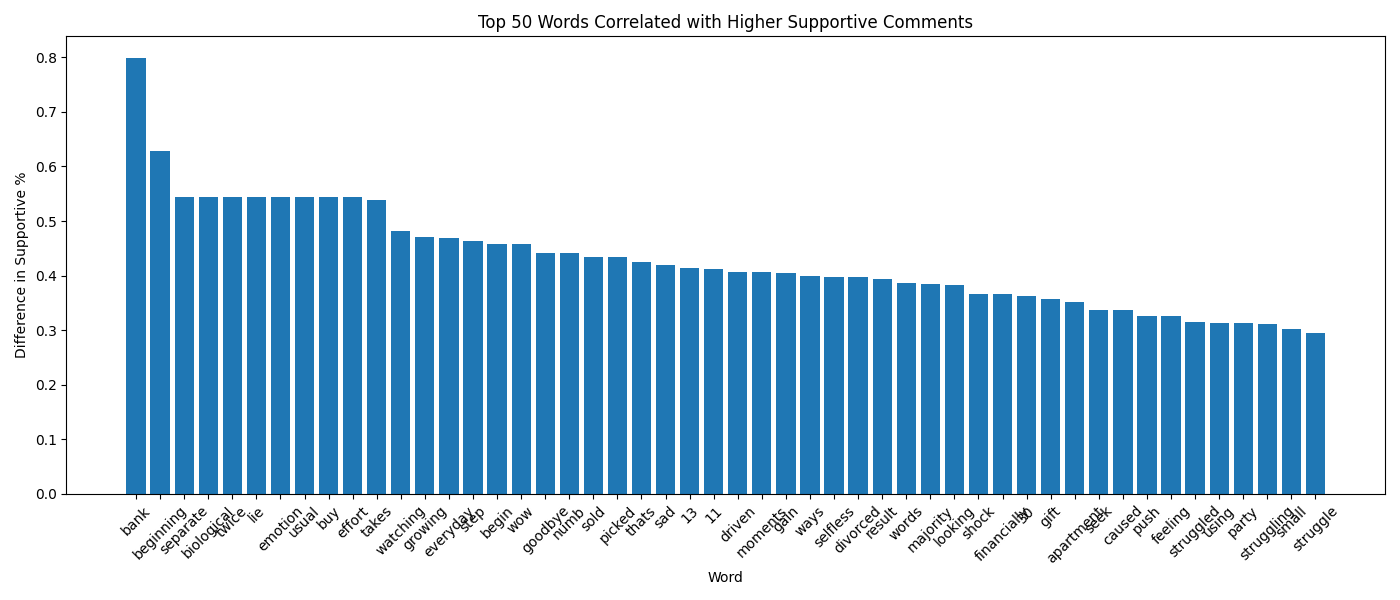 Top 50 Words Correlated with Higher Supportive Comments
Difference in Supportive %
0.8
0.7
0.6
0.5
0.4
0.3
0.2
0.1
0.0
bank
beginning
separate
biological
twice
lie
emotion
usual
buy
effort
takes
watching
growing
everyday
step
begin
wow
goodbye
numb
sold
picked
thats
sad
13
11
driven
moments
gain
ways
selfless
divorced
result
words
majority
looking
shock
financially
gift
apartment
seek
caused
push
feeling
struggled
using
party
struggling
small
struggle
Word